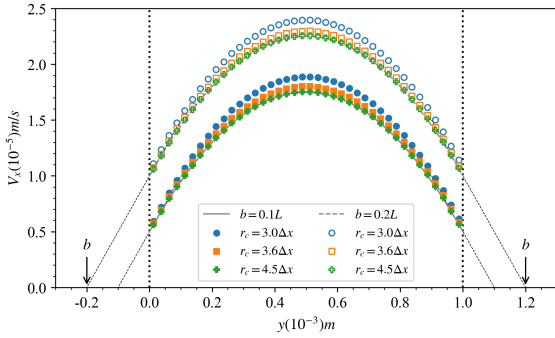 2.5
2.0
1.5
1.0
0.5
0.0
V_x(10^{-5})m/s
b
b
b = 0.1L
b = 0.2L
r_c = 3.0Δx
r_c = 3.0Δx
r_c = 3.6Δx
r_c = 3.6Δx
r_c = 4.5Δx
r_c = 4.5Δx
-0.2 0.0 0.2 0.4 0.6 0.8 1.0 1.2
y(10^{-3})m